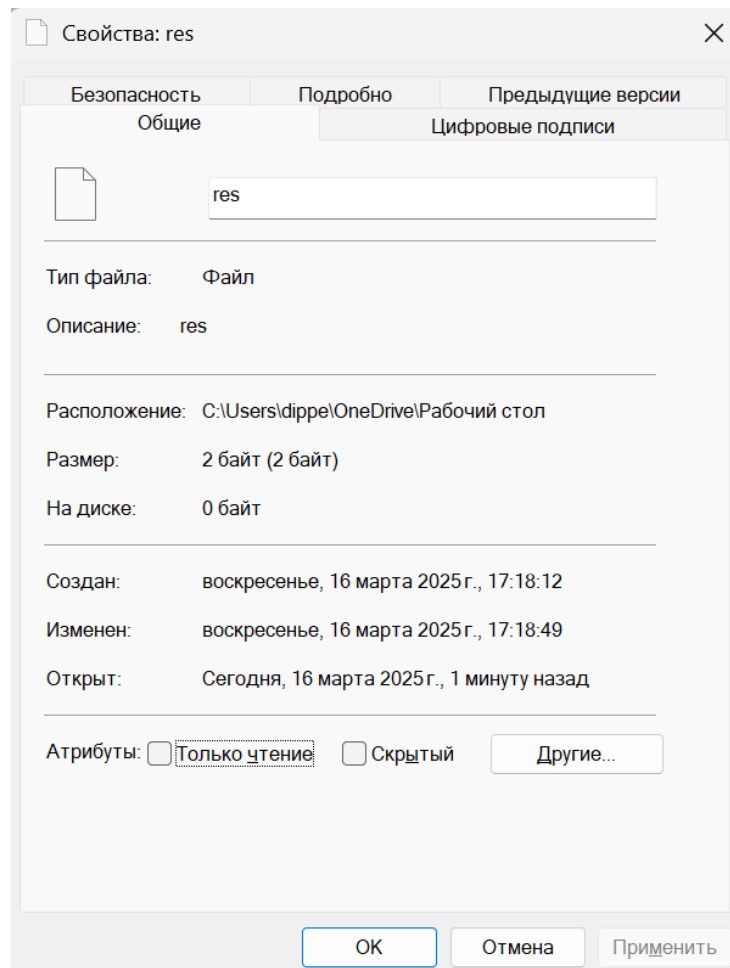 Свойства: res
Безопасность Подробно Предыдущие версии
Общие Цифровые подписи
res
Тип файла: Файл
Описание: res
Расположение: C:\Users\dippe\OneDrive\Рабочий стол
Размер: 2 байт (2 байт)
На диске: 0 байт
Создан: воскресенье, 16 марта 2025 г., 17:18:12
Изменен: воскресенье, 16 марта 2025 г., 17:18:49
Открыт: Сегодня, 16 марта 2025 г., 1 минуту назад
Атрибуты: Только чтение Скрытый Другие...
ОК Отмена Применить